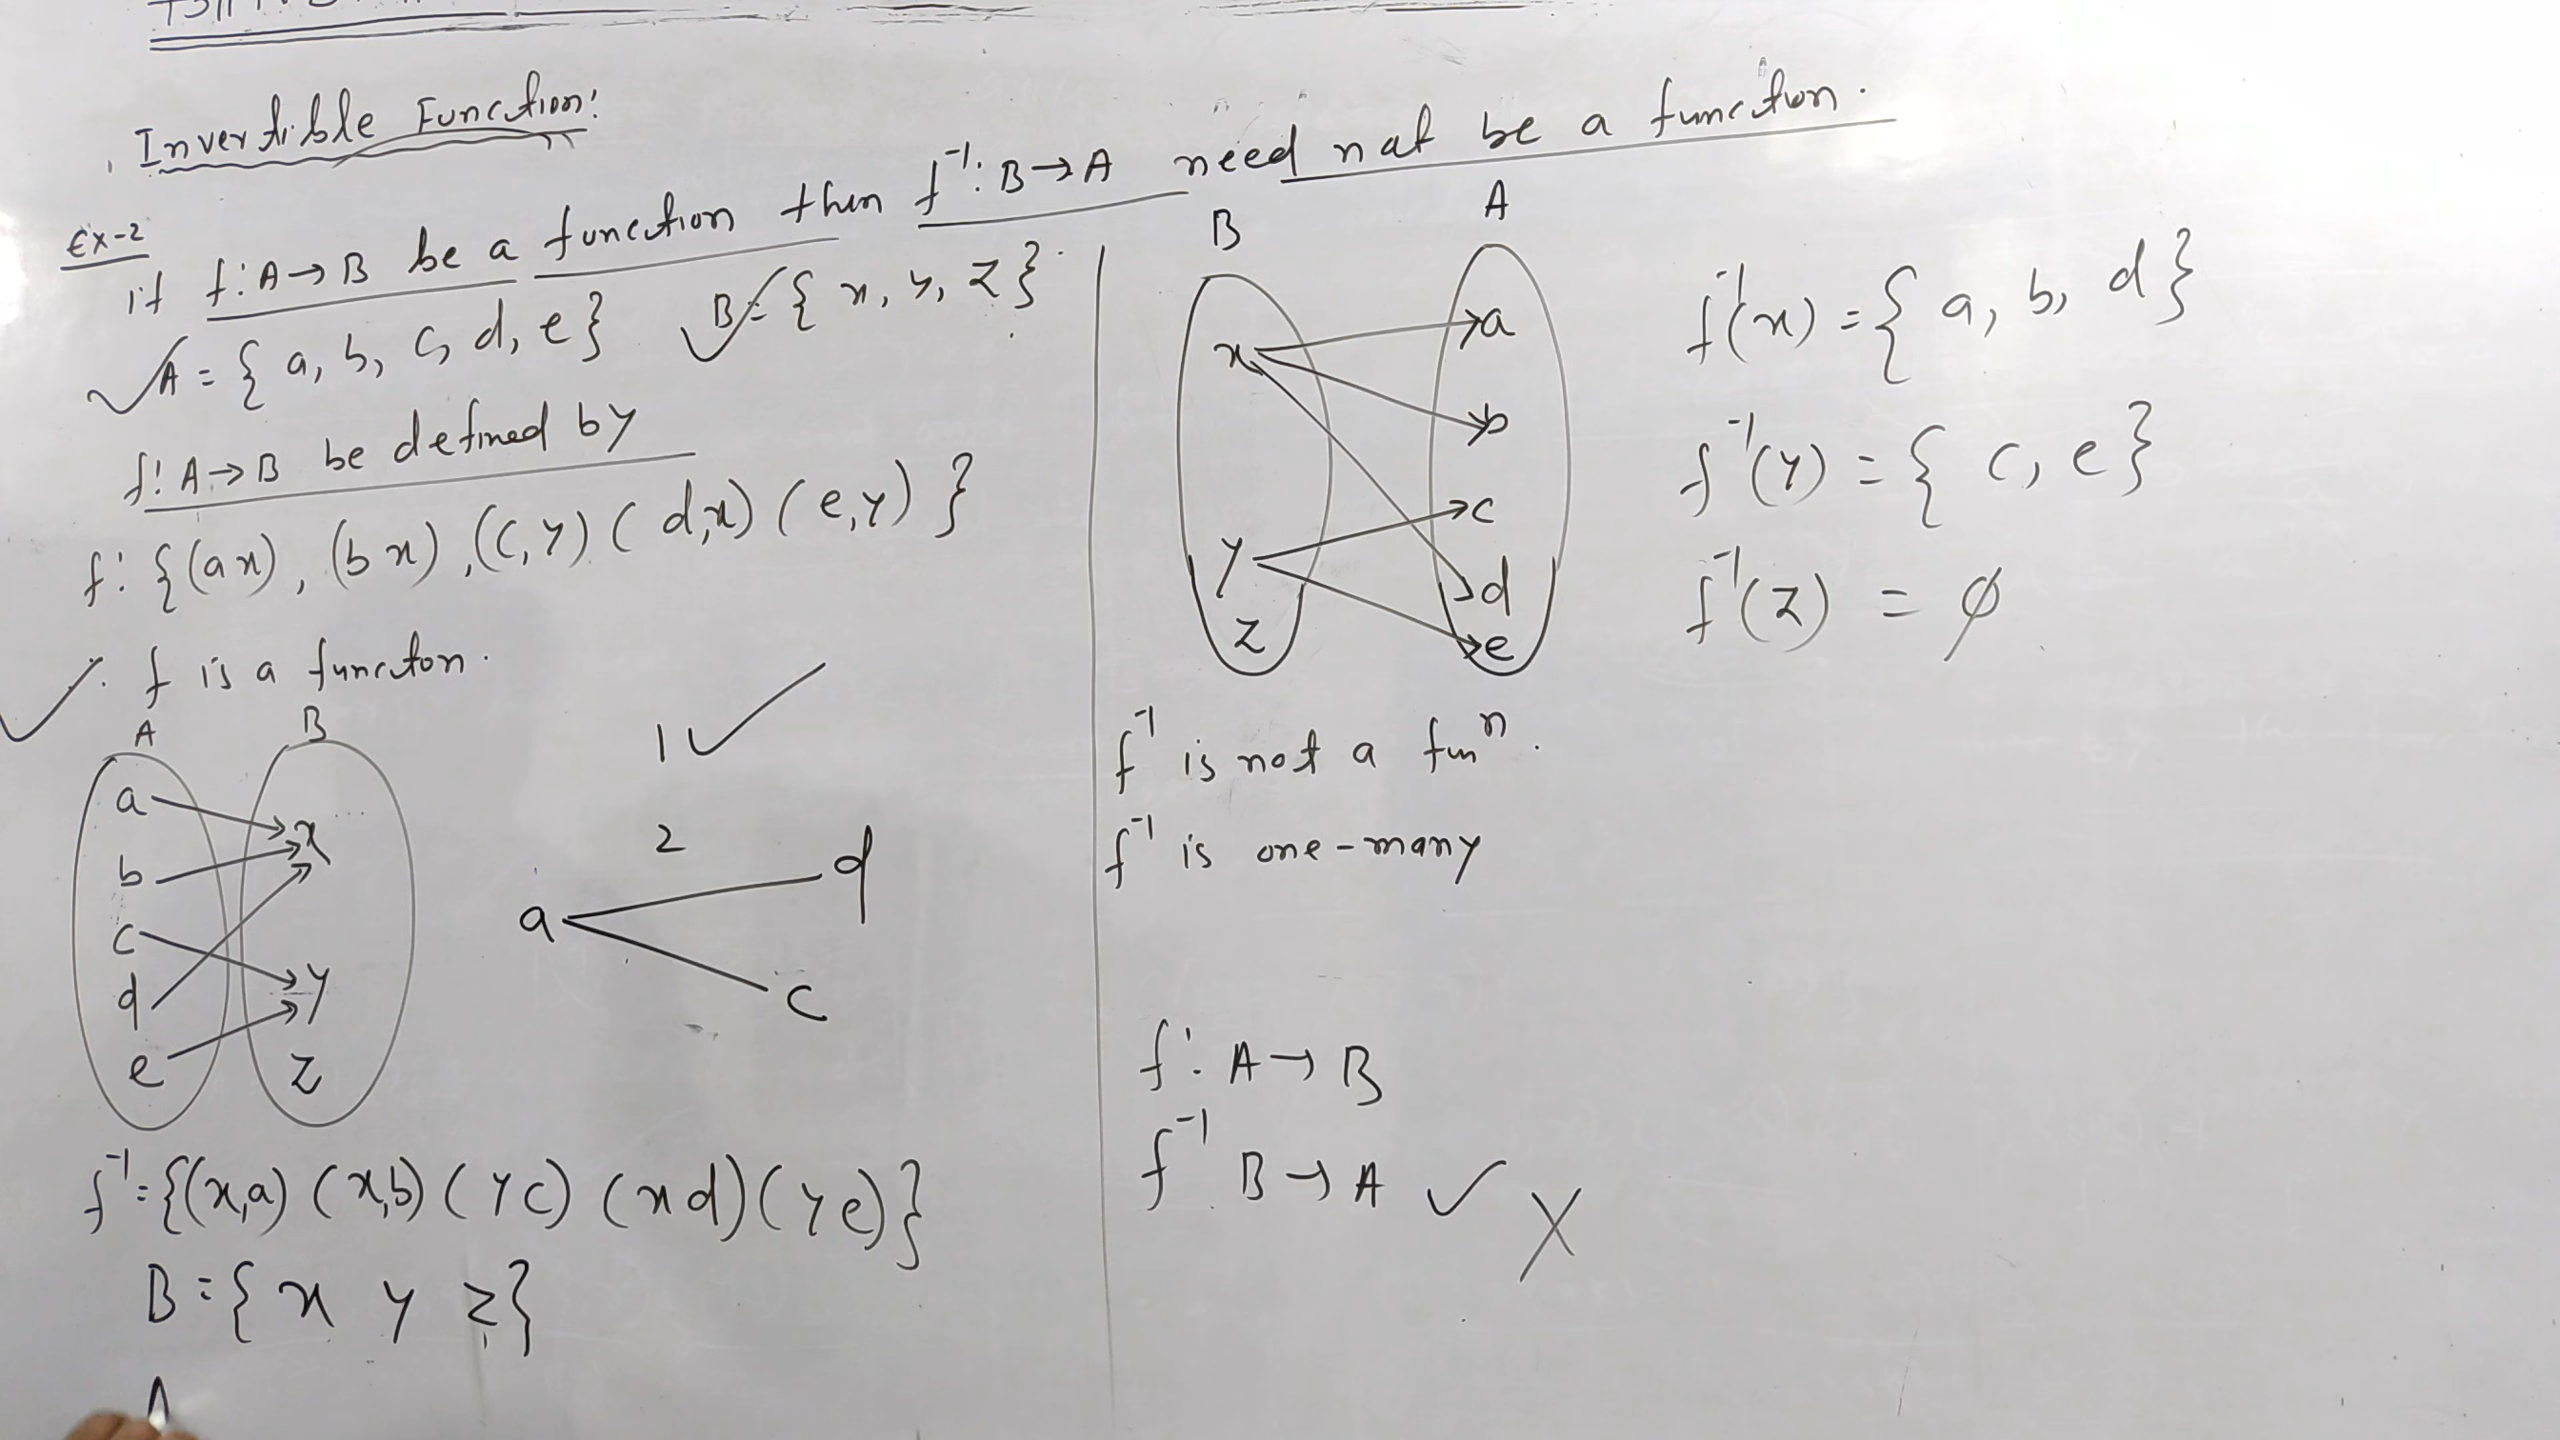 Invertible Function:
Ex-2
if f: A→B be a function then f⁻¹: B→A need nat be a function.
A = { a, b, c, d, e} B = { x, y, z}
f: A→B be defined by
f: {(a x), (b x), (c, y) ( d, x) ( e, y) }
∴ f is a function.
A B
a
b
c
d
e
x
y
z
1
2
a d
c
f⁻¹ = {(x, a) (x, b) ( y c) (x d) ( y e)}
B = { x y z}
A
B A
x
y
z
a
b
c
d
e
f⁻¹(x) = { a, b, d}
f⁻¹(y) = { c, e}
f⁻¹(z) = ϕ
f⁻¹ is not a funⁿ.
f⁻¹ is one-many
f: A → B
f⁻¹ B → A